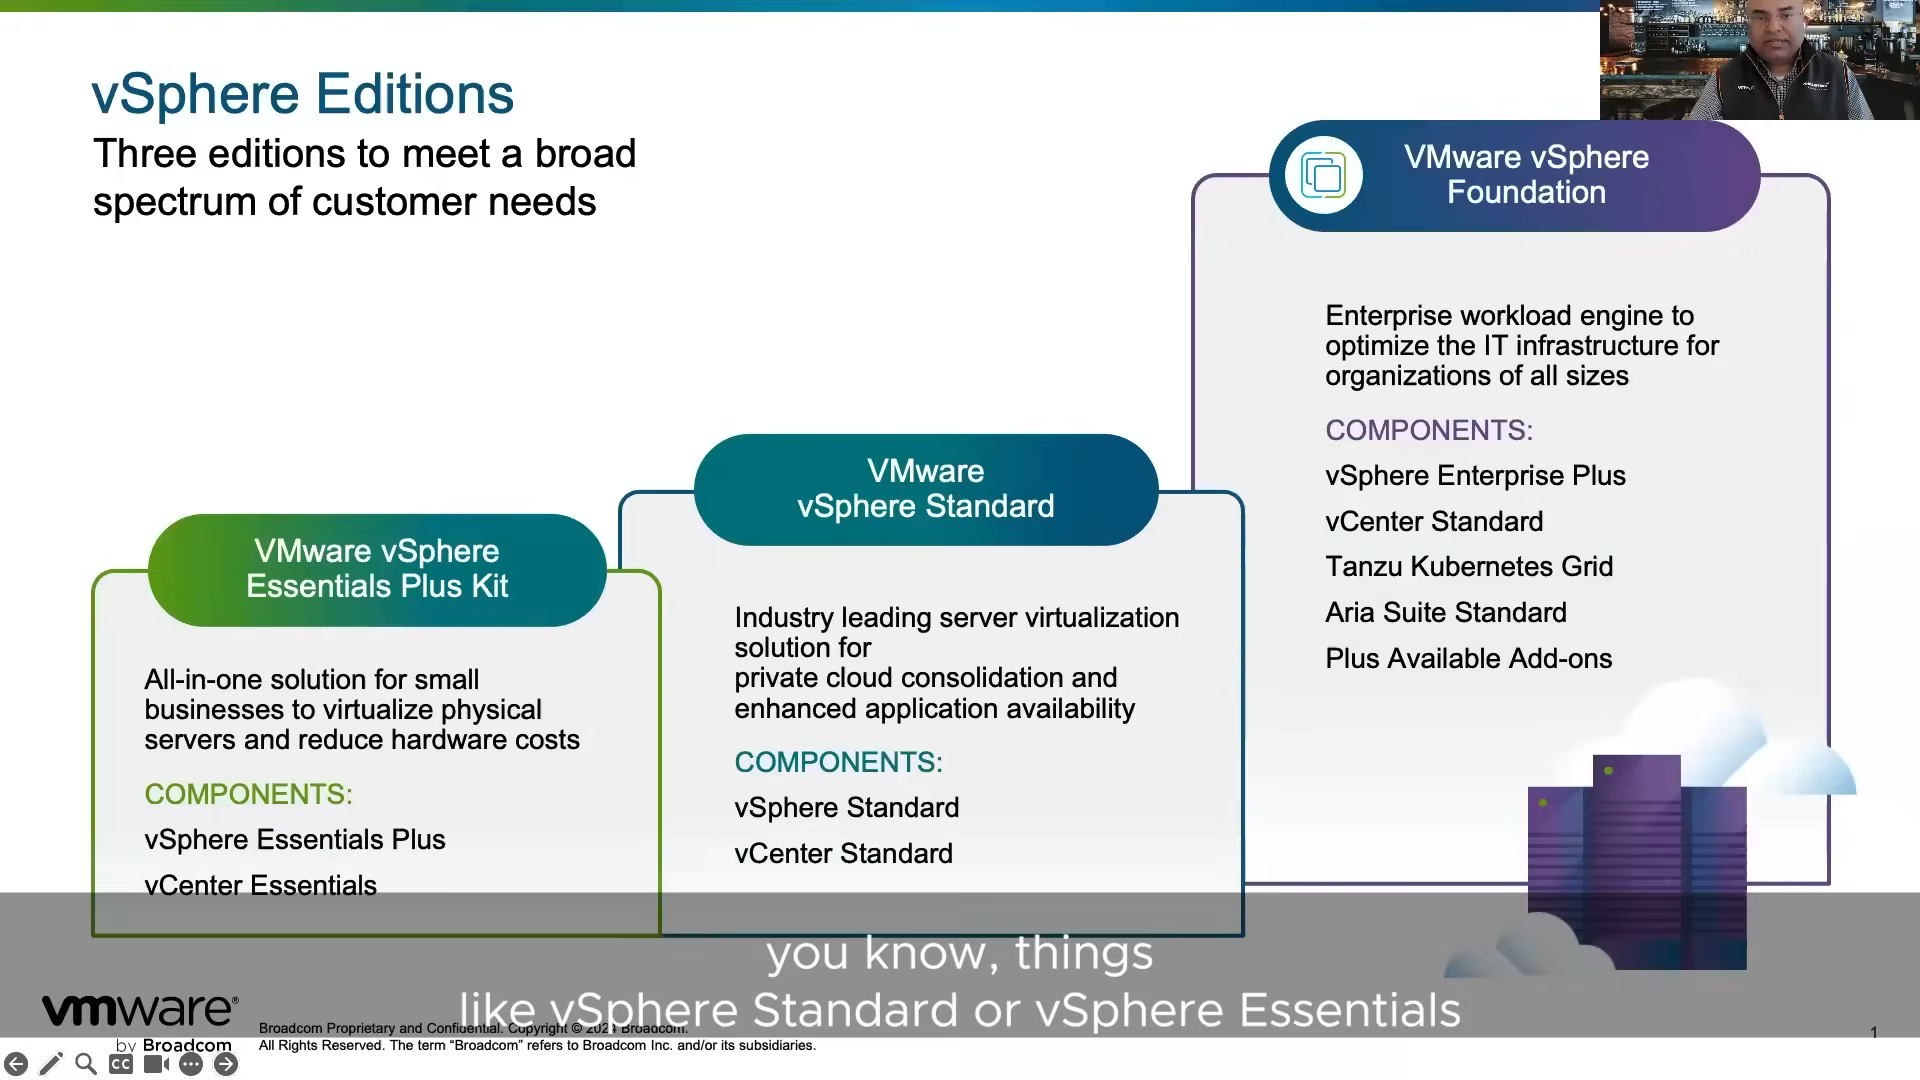 vSphere Editions
Three editions to meet a broad
spectrum of customer needs
VMware vSphere
Essentials Plus Kit
All-in-one solution for small
businesses to virtualize physical
servers and reduce hardware costs
COMPONENTS:
vSphere Essentials Plus
vCenter Essentials
VMware
vSphere Standard
Industry leading server virtualization
solution for
private cloud consolidation and
enhanced application availability
COMPONENTS:
vSphere Standard
vCenter Standard
VMware vSphere
Foundation
Enterprise workload engine to
optimize the IT infrastructure for
organizations of all sizes
COMPONENTS:
vSphere Enterprise Plus
vCenter Standard
Tanzu Kubernetes Grid
Aria Suite Standard
Plus Available Add-ons
you know, things
like vSphere Standard or vSphere Essentials
vmware®
by Broadcom
Broadcom Proprietary and Confidential. Copyright © 2024 Broadcom.
All Rights Reserved. The term “Broadcom” refers to Broadcom Inc. and/or its subsidiaries.
1
CC